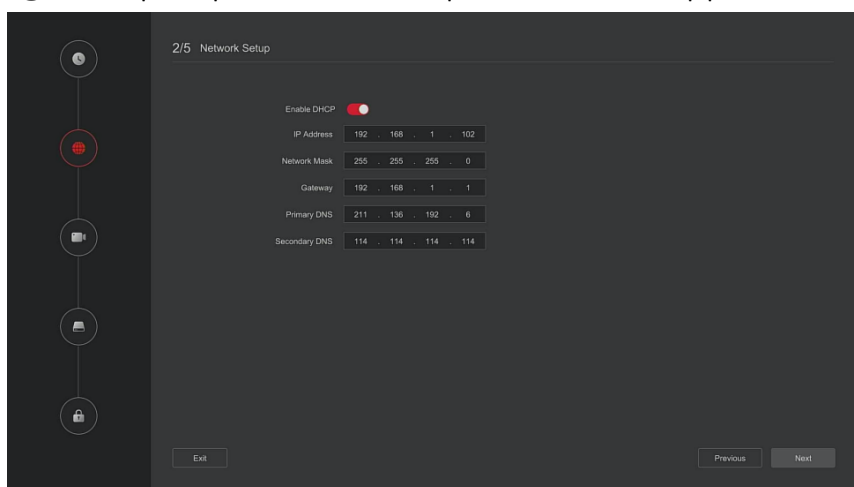 2/5 Network Setup
Enable DHCP
IP Address 192 . 168 . 1 . 102
Network Mask 255 . 255 . 255 . 0
Gateway 192 . 168 . 1 . 1
Primary DNS 211 . 136 . 192 . 6
Secondary DNS 114 . 114 . 114 . 114
Exit Previous Next